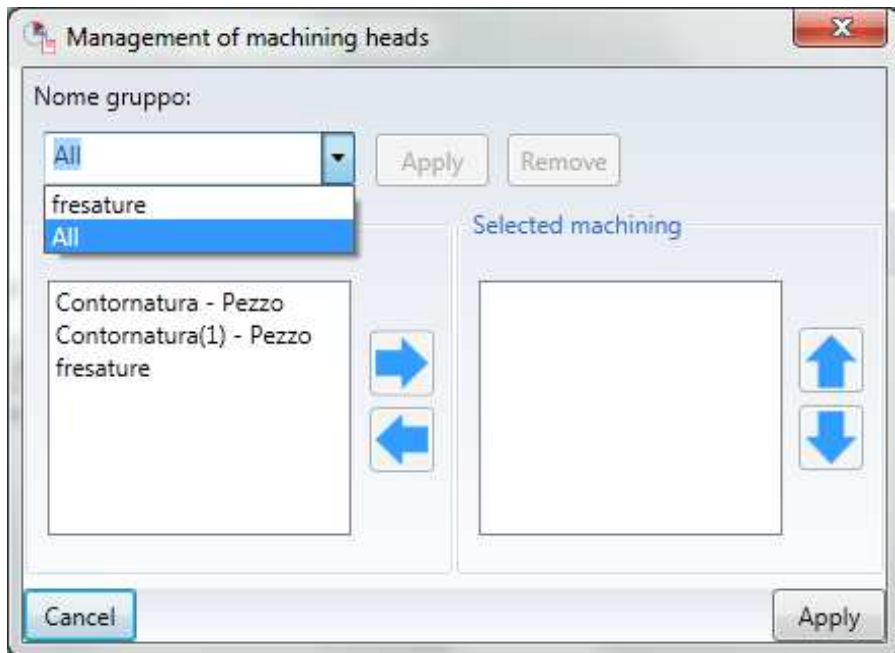 Management of machining heads
Nome gruppo:
All
Apply
Remove
fresature
All
Selected machining
Contornatura - Pezzo
Contornatura(1) - Pezzo
fresature
Cancel
Apply